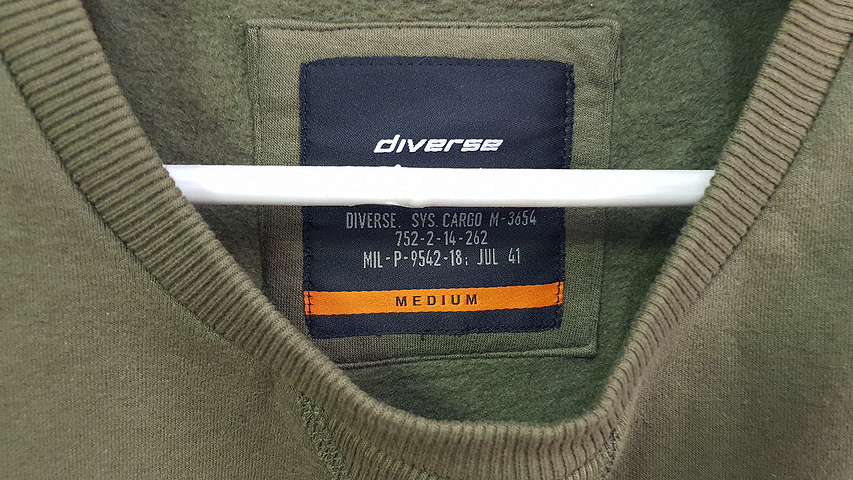 diverse
DIVERSE. SYS. CARGO M-3654
752-2-14-262
MIL-P-9542-18; JUL 41
MEDIUM